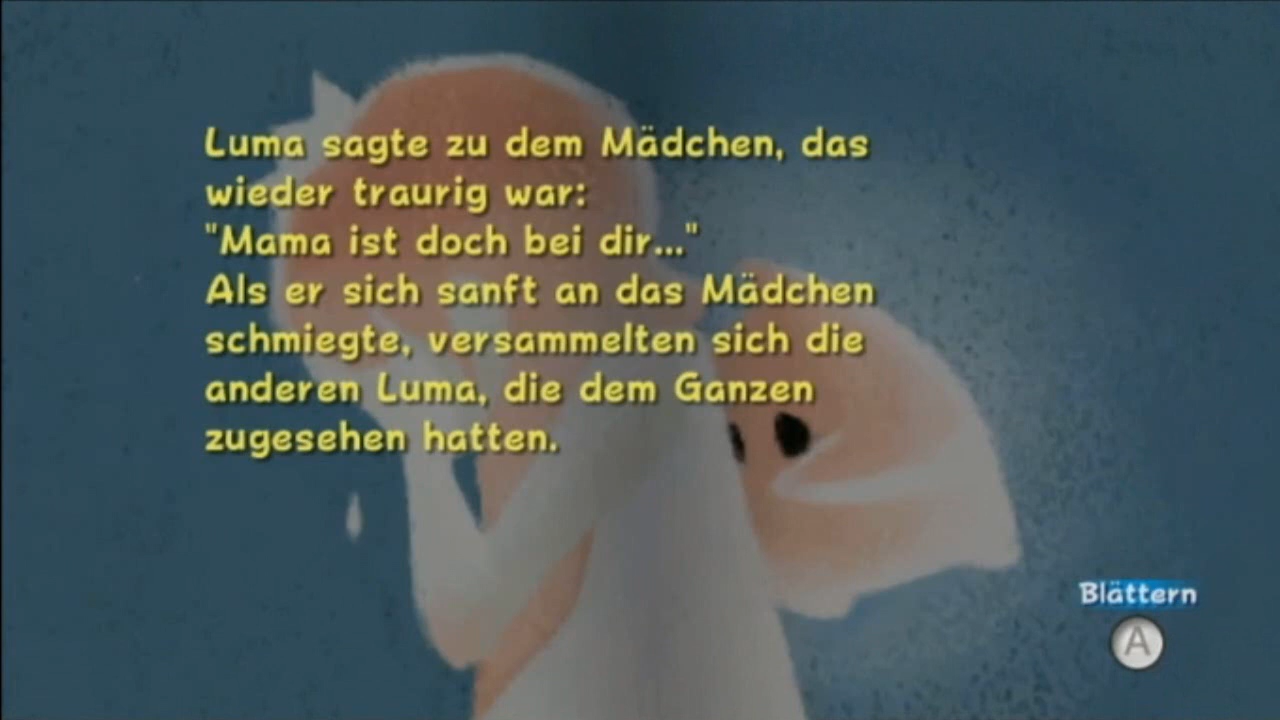 Luma sagte zu dem Mädchen, das
wieder traurig war:
"Mama ist doch bei dir..."
Als er sich sanft an das Mädchen
schmiegte, versammelten sich die
anderen Luma, die dem Ganzen
zugesehen hatten.
Blättern
A